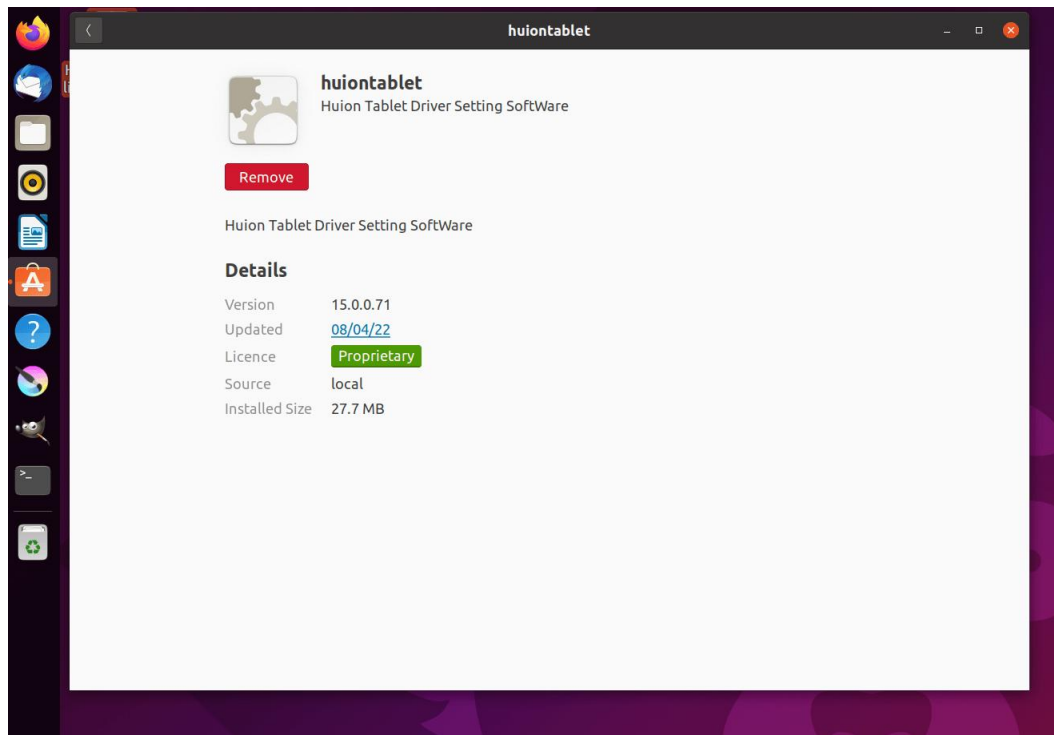 huiontablet
huiontablet
Huion Tablet Driver Setting SoftWare
Remove
Huion Tablet Driver Setting SoftWare
Details
Version 15.0.0.71
Updated 08/04/22
Licence Proprietary
Source local
Installed Size 27.7 MB